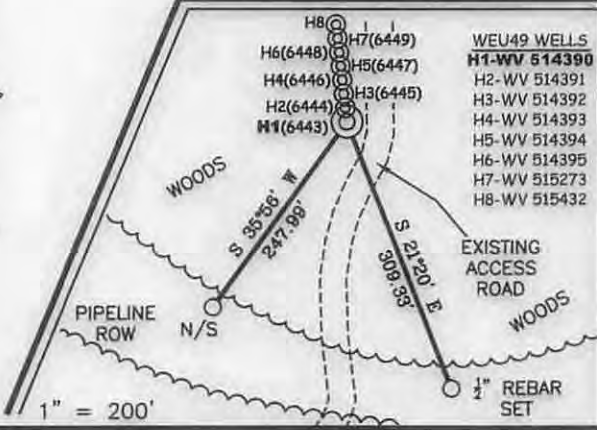 H8
H7(6449)
H6(6448)
H5(6447)
H4(6446)
H3(6445)
H2(6444)
H1(6443)
WEU49 WELLS
H1-WV 514390
H2-WV 514391
H3-WV 514392
H4-WV 514393
H5-WV 514394
H6-WV 514395
H7-WV 515273
H8-WV 515432
WOODS
S 35°56' W
247.99'
S 21°20' E
309.33'
EXISTING
ACCESS
ROAD
WOODS
PIPELINE
ROW
N/S
½" REBAR
SET
1" = 200'